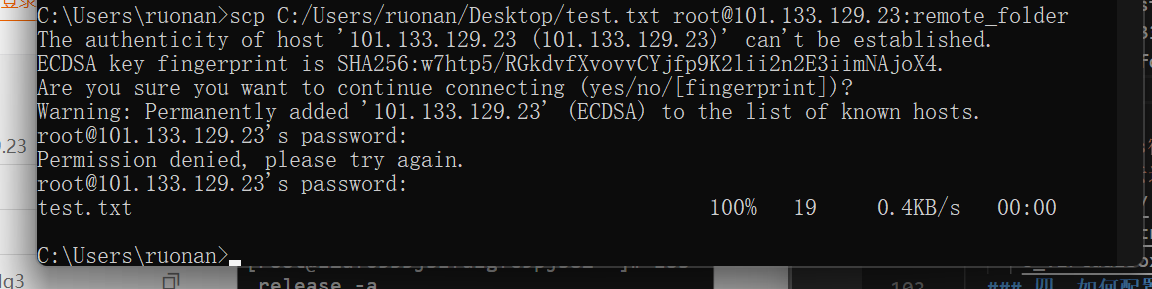 C:\Users\ruonan>scp C:/Users/ruonan/Desktop/test.txt root@101.133.129.23:remote_folder
The authenticity of host '101.133.129.23 (101.133.129.23)' can't be established.
ECDSA key fingerprint is SHA256:w7htp5/RGkdvfXvovvCYjfp9K2lii2n2E3iimNAjoX4.
Are you sure you want to continue connecting (yes/no/[fingerprint])?
Warning: Permanently added '101.133.129.23' (ECDSA) to the list of known hosts.
root@101.133.129.23's password:
Permission denied, please try again.
root@101.133.129.23's password:
test.txt 100% 19 0.4KB/s 00:00
C:\Users\ruonan>
登录
.23
release -a
102 ### 四、如何配置